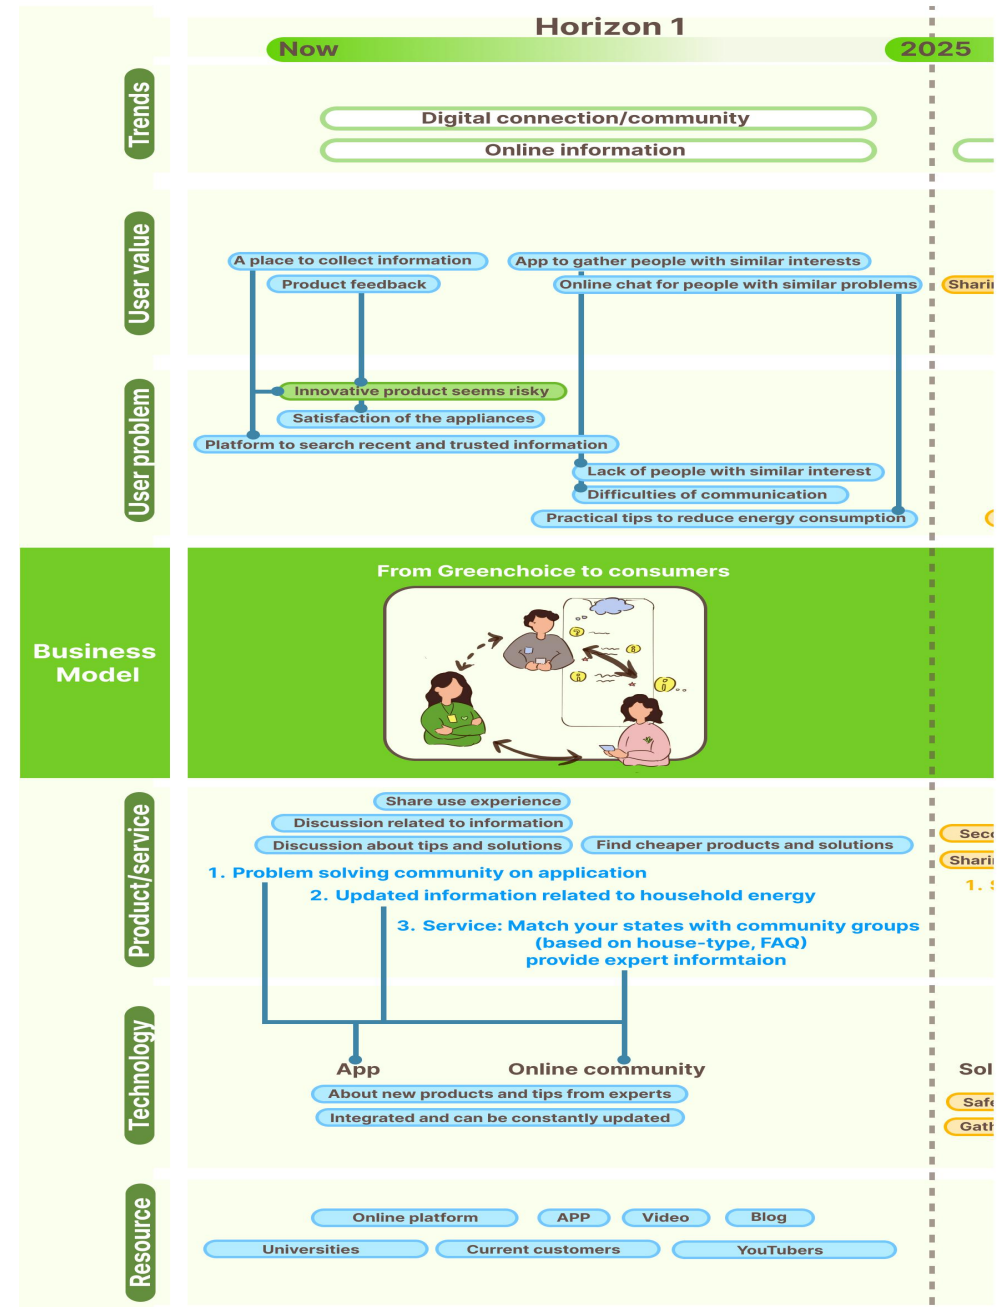 Horizon 1
Now
2025
Trends
Digital connection/community
Online information
User value
A place to collect information
App to gather people with similar interests
Product feedback
Online chat for people with similar problems
Sharin
User problem
Innovative product seems risky
Satisfaction of the appliances
Platform to search recent and trusted information
Lack of people with similar interest
Difficulties of communication
Practical tips to reduce energy consumption
Business
Model
From Greenchoice to consumers
Product/service
Share use experience
Discussion related to information
Discussion about tips and solutions
Find cheaper products and solutions
Seco
Sharin
1. Problem solving community on application
1. S
2. Updated information related to household energy
3. Service: Match your states with community groups
(based on house-type, FAQ)
provide expert informtaion
Technology
App
Online community
Sol
About new products and tips from experts
Safe
Integrated and can be constantly updated
Gath
Resource
Online platform
APP
Video
Blog
Universities
Current customers
YouTubers